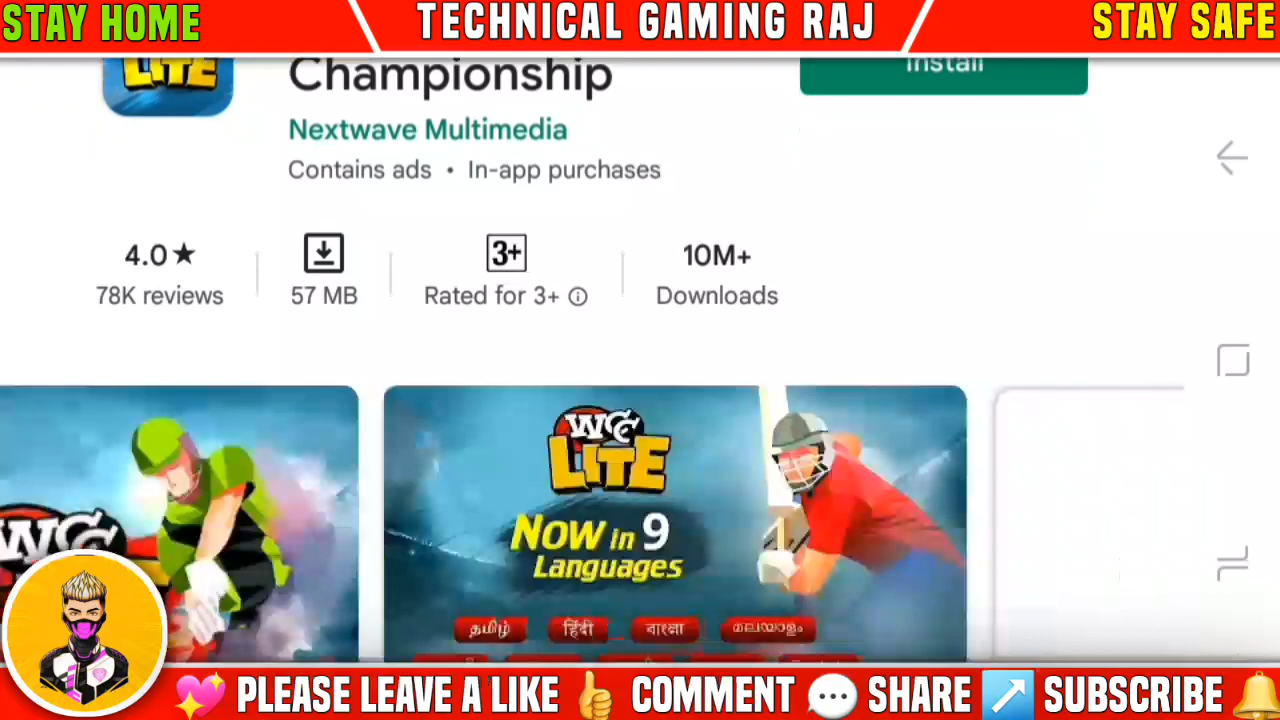 STAY HOME
TECHNICAL GAMING RAJ
STAY SAFE
LITE
Championship
Install
Nextwave Multimedia
Contains ads • In-app purchases
4.0★
3+
10M+
78K reviews
57 MB
Rated for 3+
Downloads
WCC
WCC
LITE
Now in 9
Languages
தமிழ்
हिंदी
বাংলা
മലയാളം
PLEASE LEAVE A LIKE
COMMENT
SHARE
SUBSCRIBE